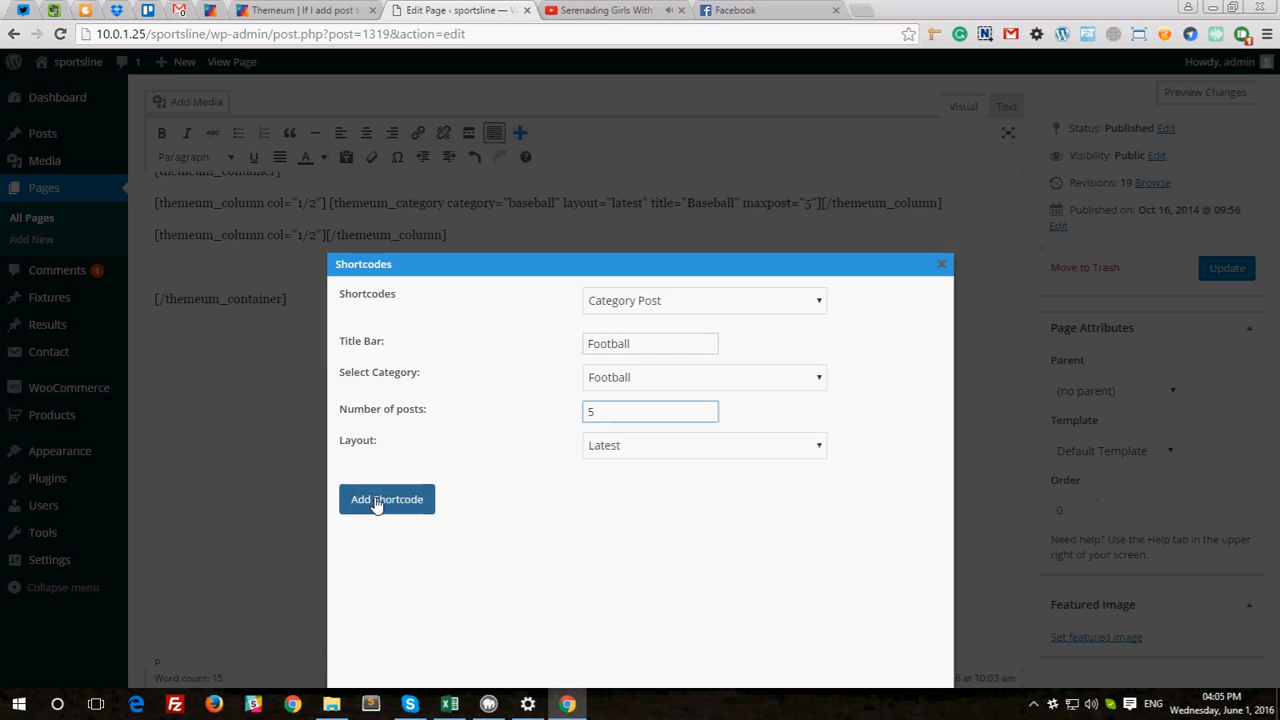 Themeum | If I add post t
Edit Page ‹ sportsline — W
Serenading Girls With
Facebook
10.0.1.25/sportsline/wp-admin/post.php?post=1319&action=edit
sportsline
1
New
View Page
Howdy, admin
Dashboard
Posts
Media
Pages
All Pages
Add New
Comments 1
Fixtures
Results
Contact
WooCommerce
Products
Appearance
Plugins
Users
Tools
Settings
Collapse menu
Add Media
Visual
Text
B I ABC
Paragraph
U
A
[themeum_container]
[themeum_column col="1/2"] [themeum_category category="baseball" layout="latest" title="Baseball" maxpost="5"][/themeum_column]
[themeum_column col="1/2"][/themeum_column]
[/themeum_container]
Shortcodes
Shortcodes
Category Post
Title Bar:
Football
Select Category:
Football
Number of posts:
5
Layout:
Latest
Add Shortcode
p
Word count: 15
6 at 10:03 am
Preview Changes
Status: Published Edit
Visibility: Public Edit
Revisions: 19 Browse
Published on: Oct 16, 2014 @ 09:56
Edit
Move to Trash
Update
Page Attributes
Parent
(no parent)
Template
Default Template
Order
0
Need help? Use the Help tab in the upper
right of your screen.
Featured Image
Set featured image
04:05 PM
Wednesday, June 1, 2016